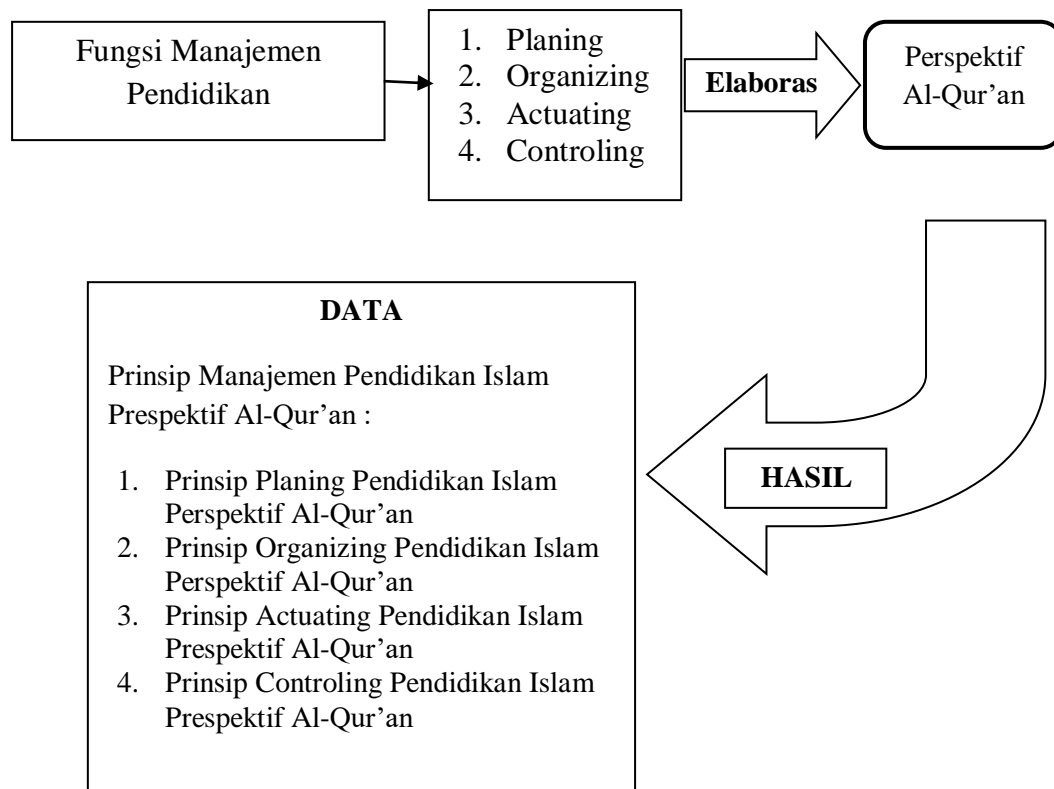 Fungsi Manajemen
Pendidikan
1. Planing
2. Organizing
3. Actuating
4. Controling
Elaboras
Perspektif
Al-Qur’an
HASIL
DATA
Prinsip Manajemen Pendidikan Islam
Prespektif Al-Qur’an :
1. Prinsip Planing Pendidikan Islam
Perspektif Al-Qur’an
2. Prinsip Organizing Pendidikan Islam
Perspektif Al-Qur’an
3. Prinsip Actuating Pendidikan Islam
Prespektif Al-Qur’an
4. Prinsip Controling Pendidikan Islam
Prespektif Al-Qur’an